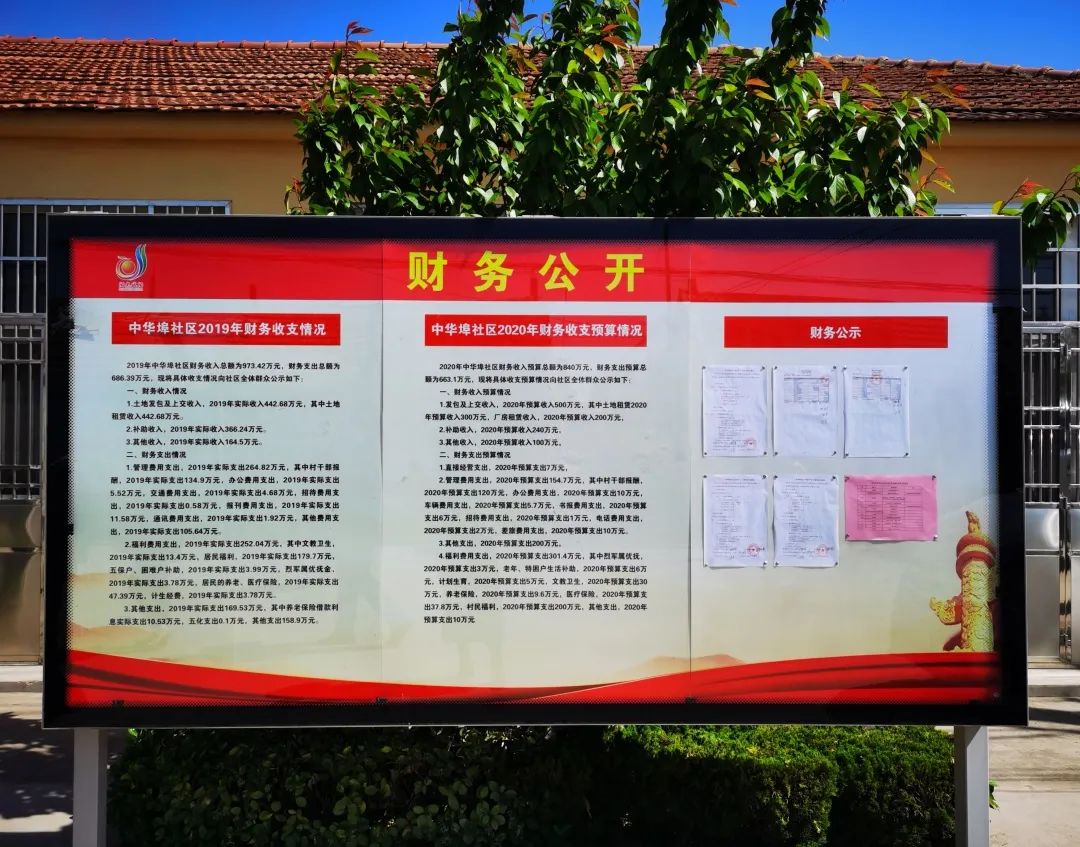 财务公开
中华埠社区2019年财务收支情况
2019年中华埠社区财务收入总额为973.42万元，财务支出总额为
686.39万元，现将具体收支情况向社区全体群众公示如下：
一、财务收入情况
1.土地发包及上交收入，2019年实际收入442.68万元，其中土地
租赁收入442.68万元。
2.补助收入，2019年实际收入366.24万元。
3.其他收入，2019年实际收入164.5万元。
二、财务支出情况
1.管理费用支出，2019年实际支出264.82万元，其中村干部报
酬，2019年实际支出134.9万元，办公费用支出，2019年实际支出
5.52万元，交通费用支出，2019年实际支出4.68万元，招待费用支
出，2019年实际支出0.58万元，报刊费用支出，2019年实际支出
11.58万元，通讯费用支出，2019年实际支出1.92万元，其他费用支
出，2019年实际支出105.64万元。
2.福利费用支出，2019年实际支出252.04万元，其中文教卫生，
2019年实际支出13.4万元，居民福利，2019年实际支出179.7万元，
五保户、困难户补助，2019年实际支出3.99万元，烈军属优抚金，
2019年实际支出3.78万元，居民的养老、医疗保险，2019年实际支出
47.39万元，计生经费，2019年实际支出3.78万元。
3.其他支出，2019年实际支出169.53万元，其中养老保险借款利
息实际支出10.53万元，五化支出0.1万元，其他支出158.9万元。
中华埠社区2020年财务收支预算情况
2020年中华埠社区财务收入预算总额为840万元，财务支出预算总
额为663.1万元，现将具体收支预算情况向社区全体群众公示如下：
一、财务收入预算情况
1.发包及上交收入，2020年预算收入500万元，其中土地租赁2020
年预算收入300万元，厂房租赁收入，2020年预算收入200万元，
2.补助收入，2020年预算收入240万元，
3.其他收入，2020年预算收入100万元，
二、财务支出预算情况
1.直接经营支出，2020年预算支出7万元，
2.管理费用支出，2020年预算支出154.7万元，其中村干部报酬，
2020年预算支出120万元，办公费用支出，2020年预算支出10万元，
车辆费用支出，2020年预算支出5.7万元，书报费用支出，2020年预算
支出6万元，招待费用支出，2020年预算支出1万元，电话费用支出，
2020年预算支出2万元，差旅费用支出，2020年预算支出10万元。
3.其他支出，2020年预算支出200万元，
4.福利费用支出，2020年预算支出301.4万元，其中烈军属优抚，
2020年预算支出3万元，老年、特困户生活补助，2020年预算支出6万
元，计划生育，2020年预算支出5万元，文教卫生，2020年预算支出30
万元，养老保险，2020年预算支出9.6万元，医疗保险，2020年预算支
出37.8万元，村民福利，2020年预算支出200万元，其他支出，2020年
预算支出10万元
财务公示